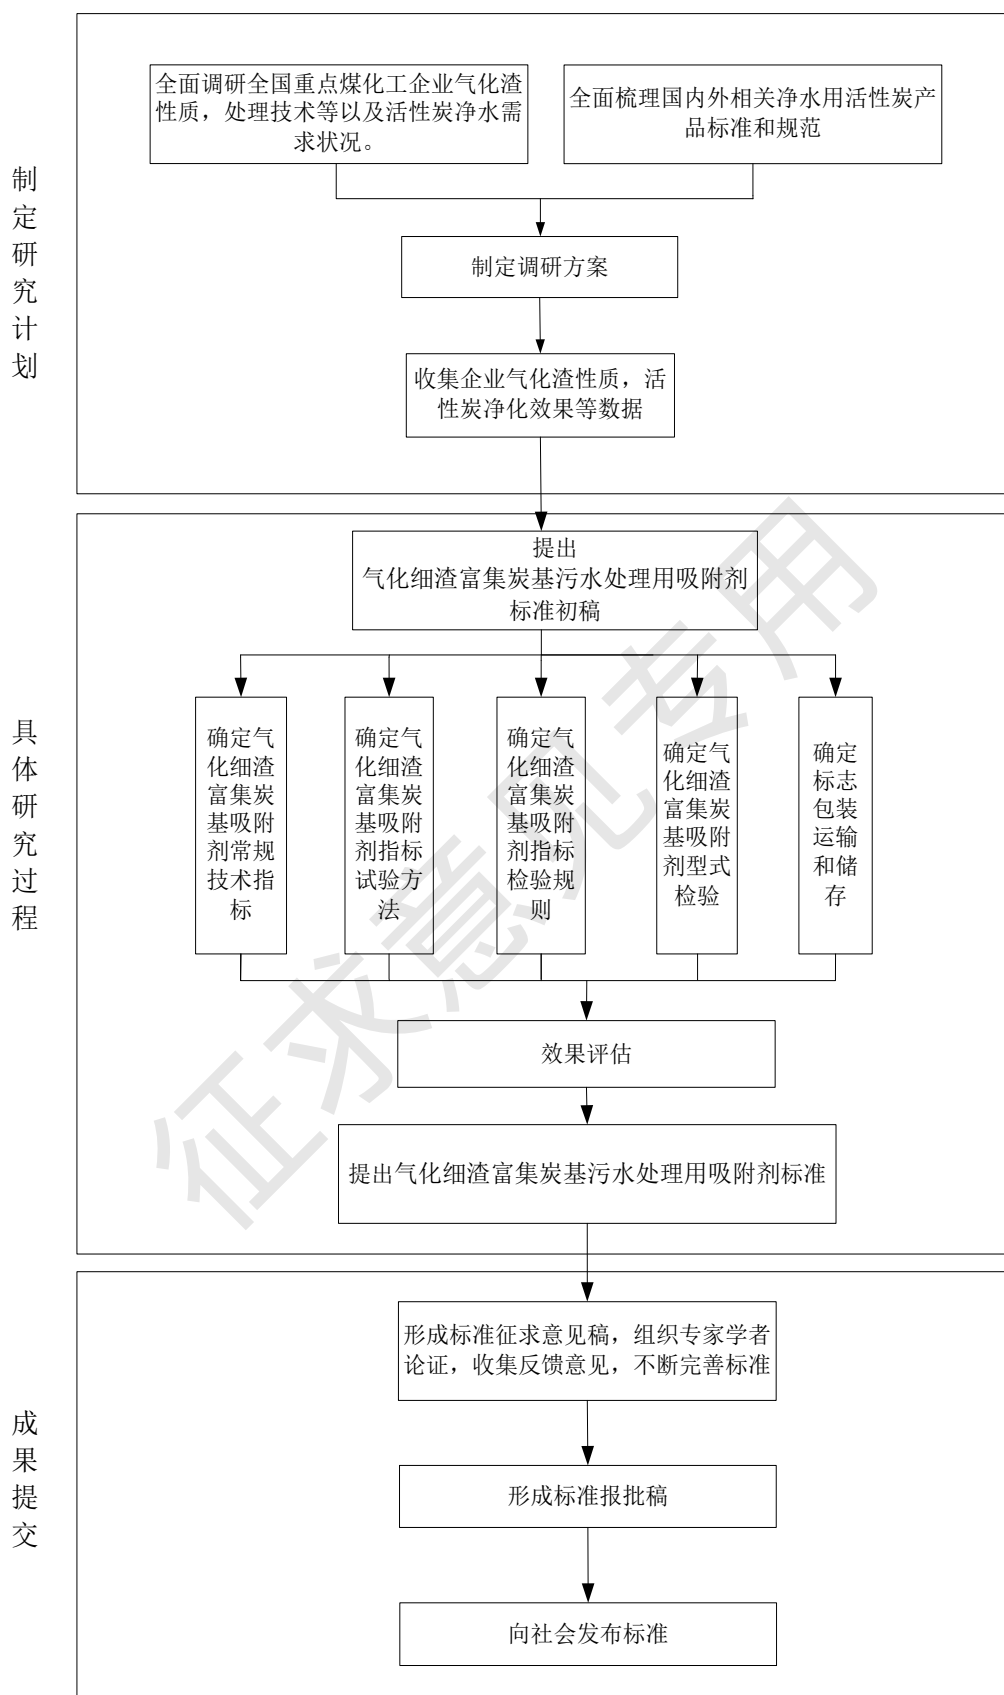 制定研究计划
全面调研全国重点煤化工企业气化渣
性质，处理技术等以及活性炭净水需
求状况。
全面梳理国内外相关净水用活性炭产
品标准和规范
制定调研方案
收集企业气化渣性质，活
性炭净化效果等数据
具体研究过程
提出
气化细渣富集炭基污水处理用吸附剂
标准初稿
确定气
化细渣
富集炭
基吸附
剂常规
技术指
标
确定气
化细渣
富集炭
基吸附
剂指标
试验方
法
确定气
化细渣
富集炭
基吸附
剂指标
检验规
则
确定气
化细渣
富集炭
基吸附
剂型式
检验
确定
标志
包装
运输
和储
存
效果评估
提出气化细渣富集炭基污水处理用吸附剂标准
成果提交
形成标准征求意见稿，组织专家学者
论证，收集反馈意见，不断完善标准
形成标准报批稿
向社会发布标准
征求意见专用